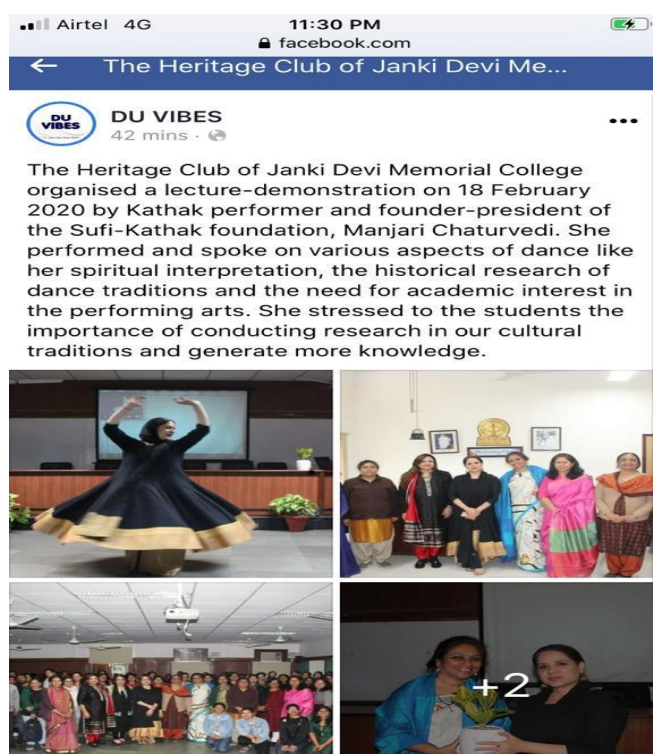 Airtel 4G 11:30 PM
facebook.com
The Heritage Club of Janki Devi Me...
DU VIBES
DU VIBES
42 mins ·
The Heritage Club of Janki Devi Memorial College
organised a lecture-demonstration on 18 February
2020 by Kathak performer and founder-president of
the Sufi-Kathak foundation, Manjari Chaturvedi. She
performed and spoke on various aspects of dance like
her spiritual interpretation, the historical research of
dance traditions and the need for academic interest in
the performing arts. She stressed to the students the
importance of conducting research in our cultural
traditions and generate more knowledge.
+2